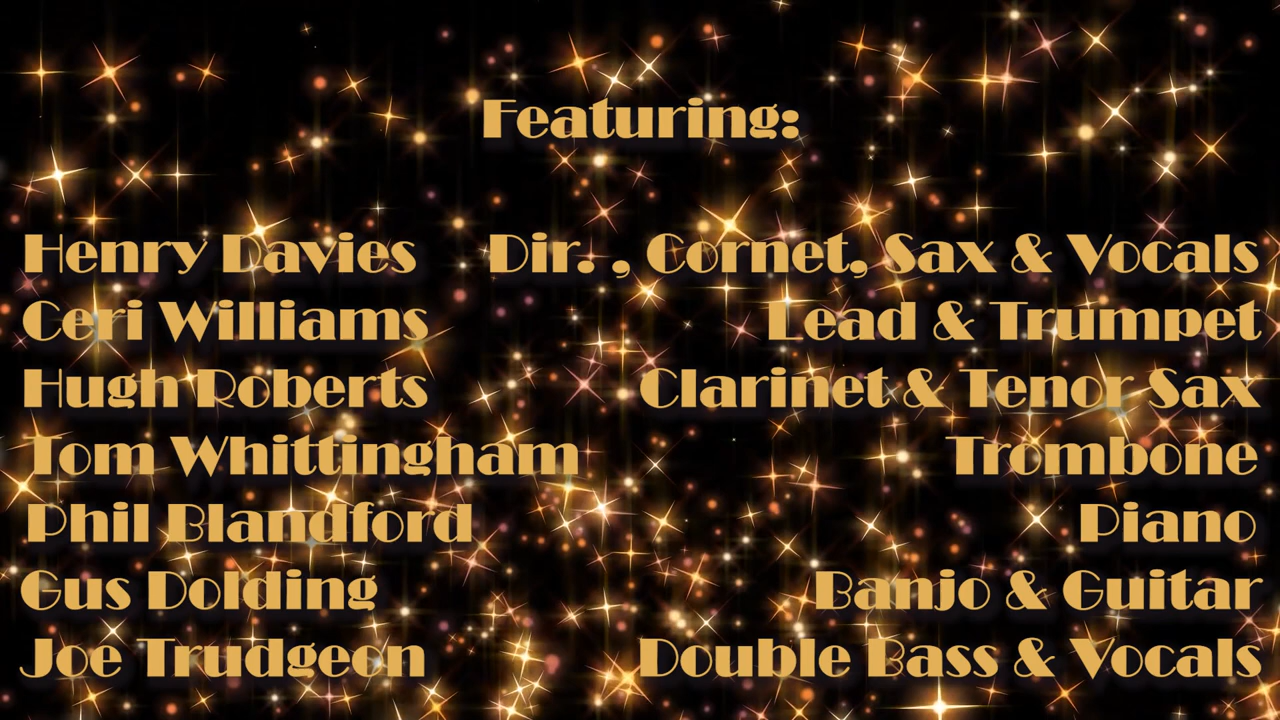 Featuring:
Henry Davies Dir. , Cornet, Sax & Vocals
Ceri Williams Lead & Trumpet
Hugh Roberts Clarinet & Tenor Sax
Tom Whittingham Trombone
Phil Blandford Piano
Gus Dolding Banjo & Guitar
Joe Trudgeon Double Bass & Vocals